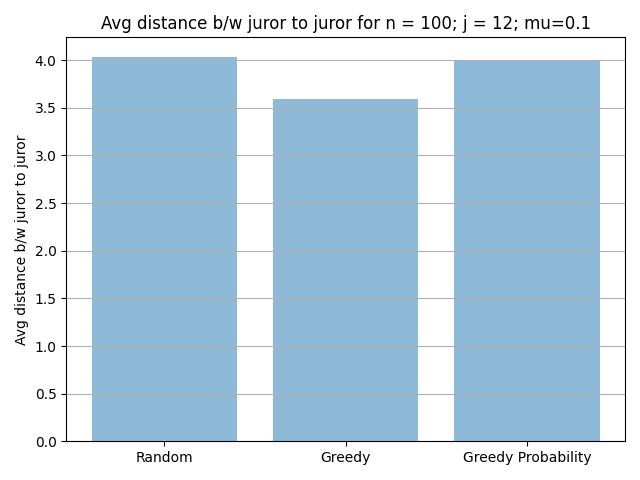 Avg distance b/w juror to juror for n = 100; j = 12; mu=0.1
Avg distance b/w juror to juror
4.0
3.5
3.0
2.5
2.0
1.5
1.0
0.5
0.0
Random
Greedy
Greedy Probability